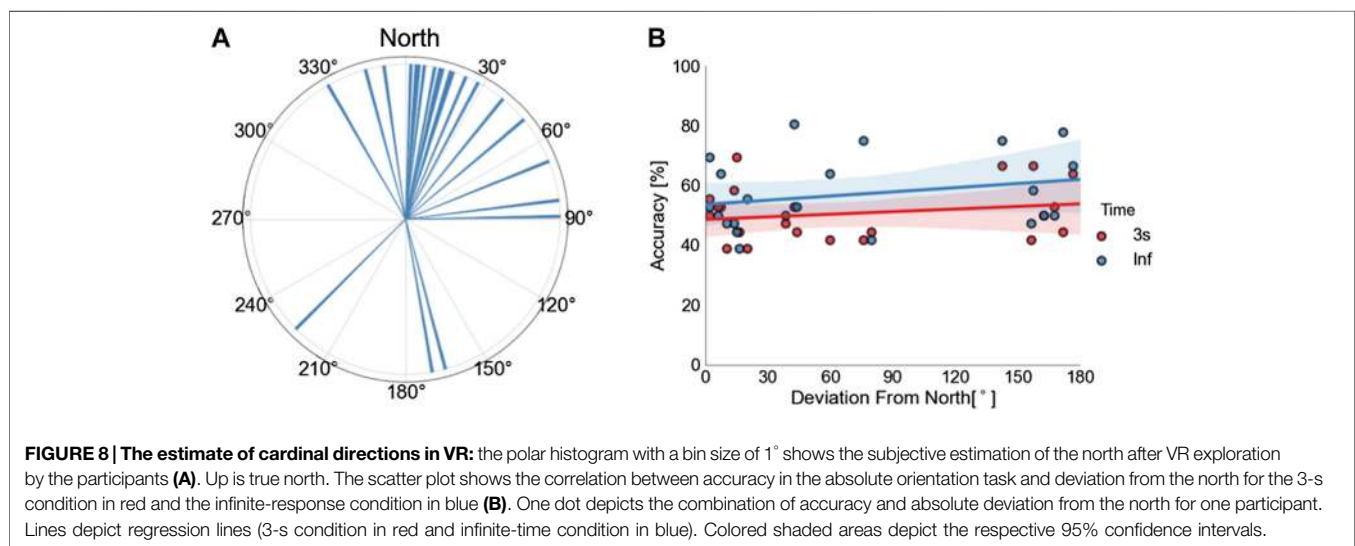 A
North
330°
30°
300°
60°
270°
90°
240°
120°
210°
150°
180°
B
100
80
60
40
20
0
Accuracy [%]
0 30 60 90 120 150 180
Deviation From North[°]
Time
3s
Inf
FIGURE 8 | The estimate of cardinal directions in VR: the polar histogram with a bin size of 1° shows the subjective estimation of the north after VR exploration
by the participants (A). Up is true north. The scatter plot shows the correlation between accuracy in the absolute orientation task and deviation from the north for the 3-s
condition in red and the infinite-response condition in blue (B). One dot depicts the combination of accuracy and absolute deviation from the north for one participant.
Lines depict regression lines (3-s condition in red and infinite-time condition in blue). Colored shaded areas depict the respective 95% confidence intervals.